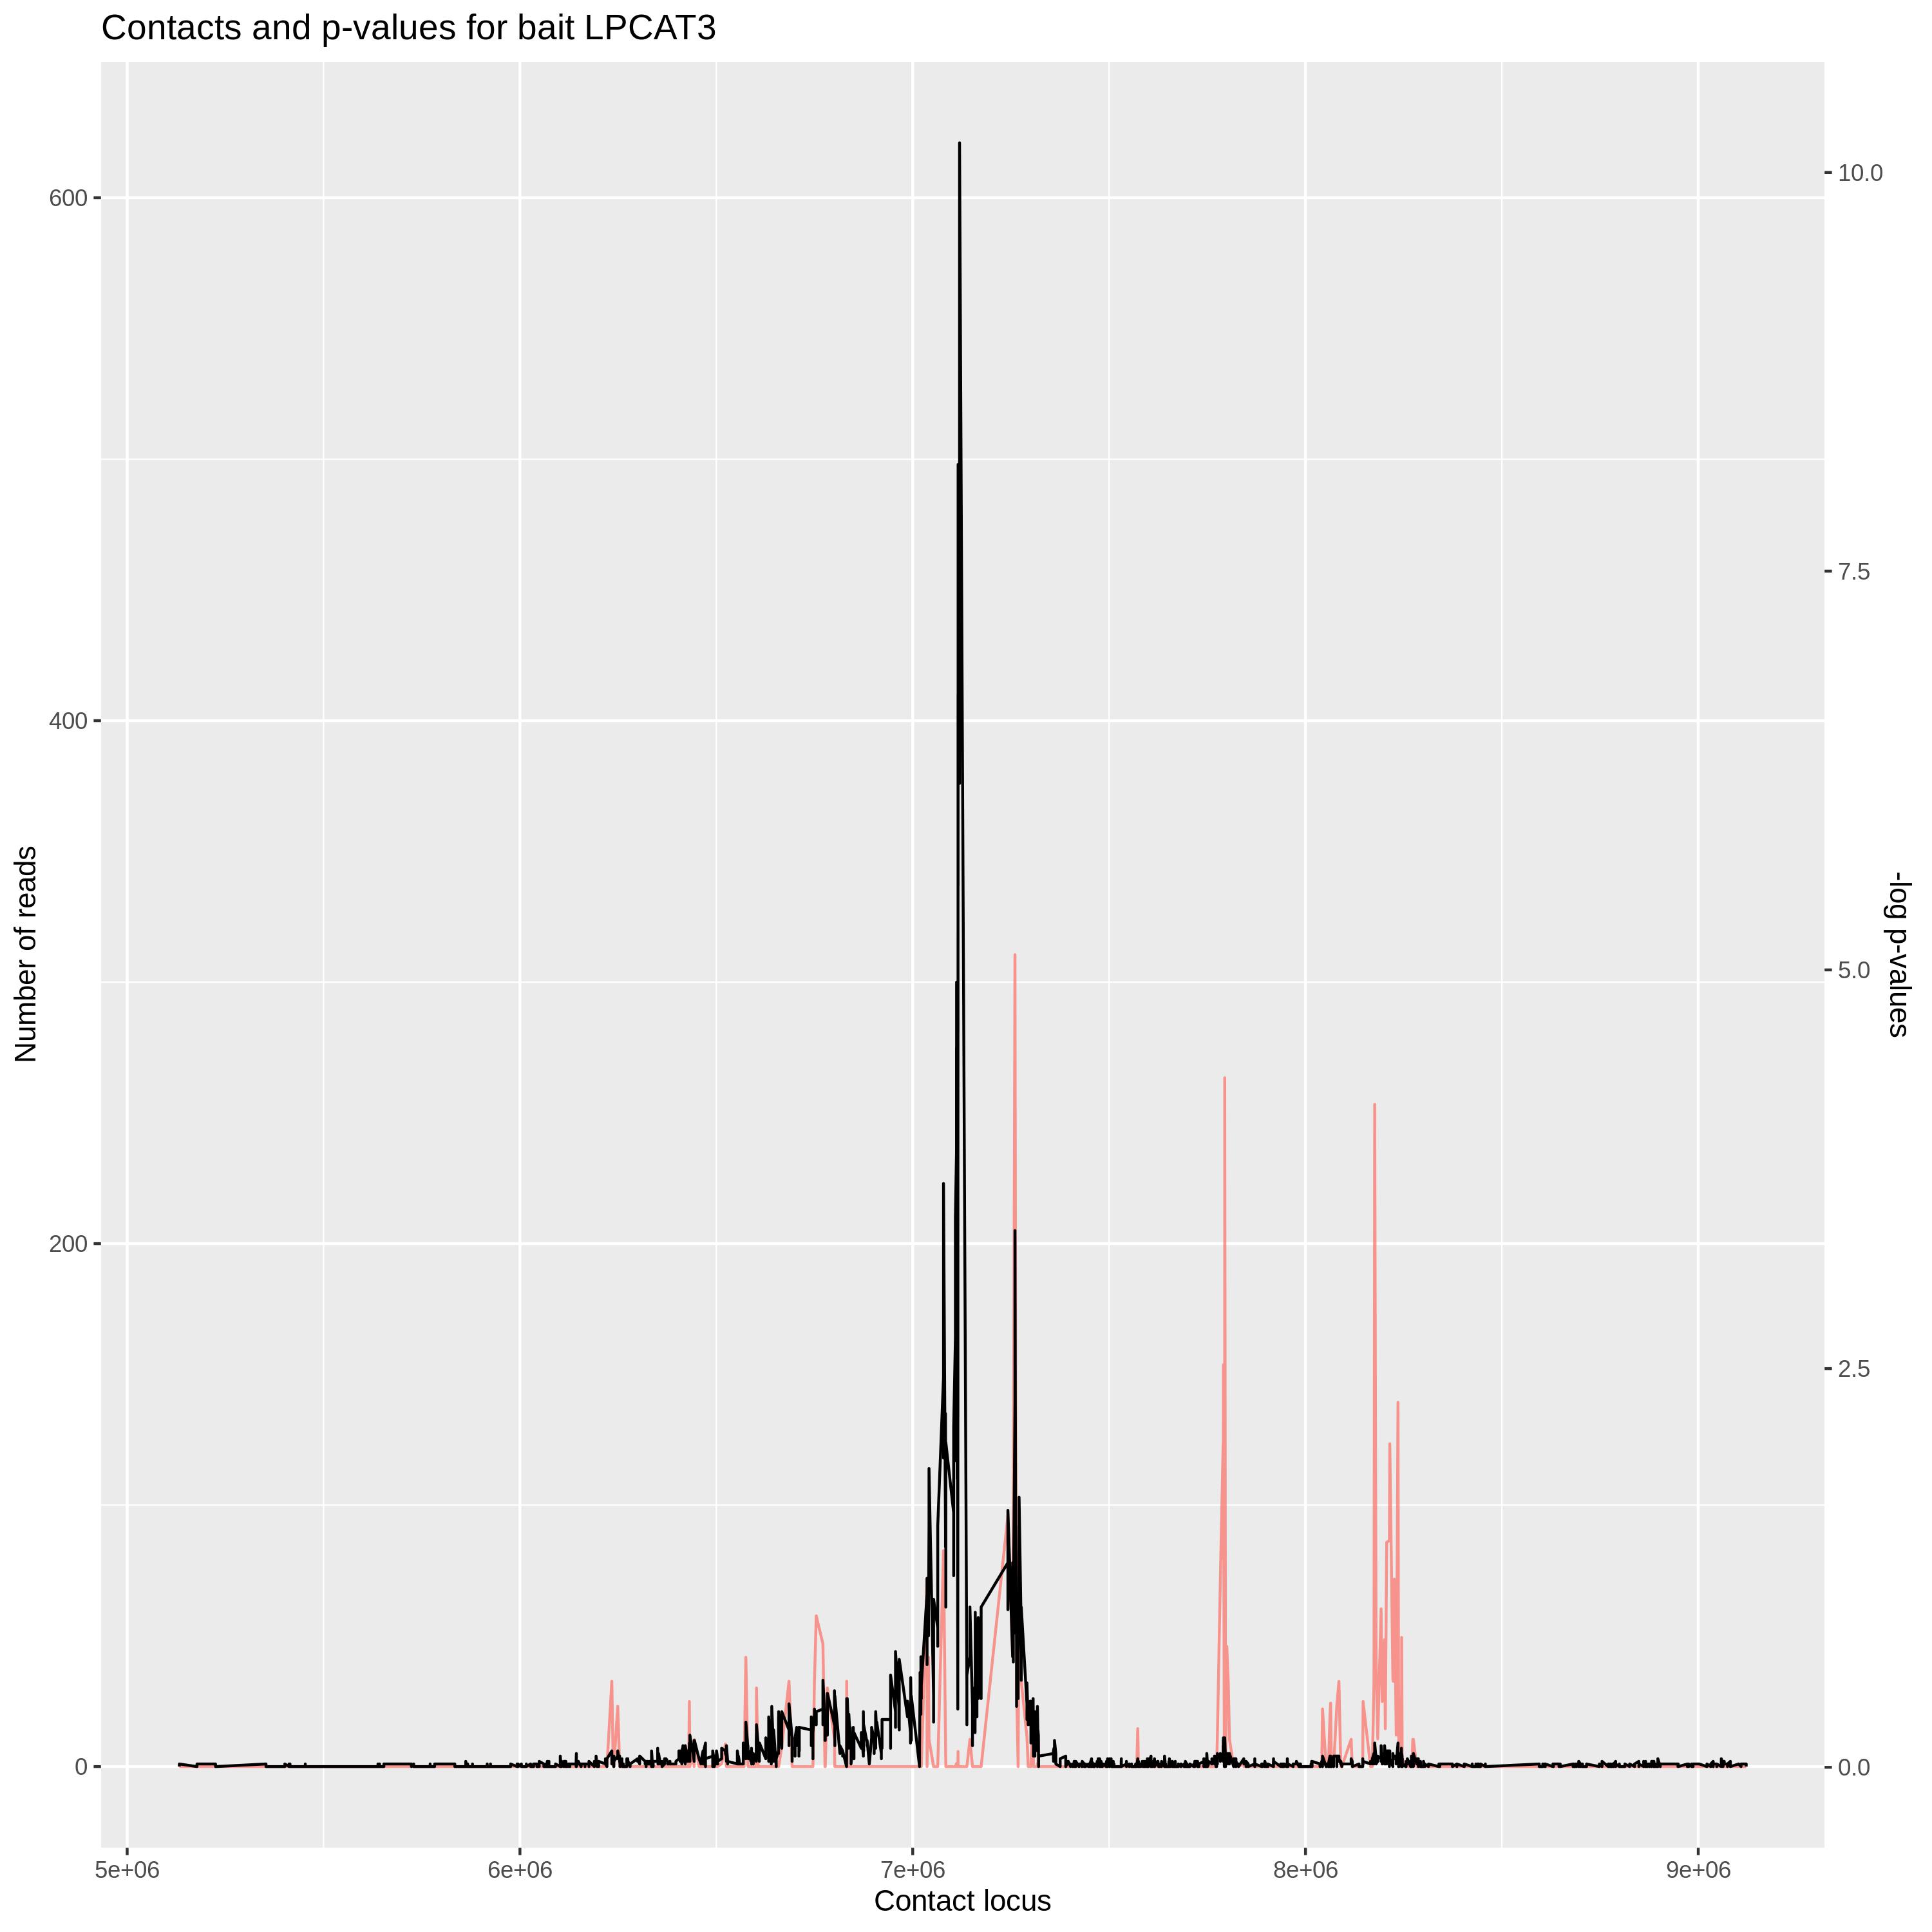 Contacts and p-values for bait LPCAT3
600
400
200
0
Number of reads
10.0
7.5
5.0
2.5
0.0
-log p-values
5e+06
6e+06
7e+06
8e+06
9e+06
Contact locus